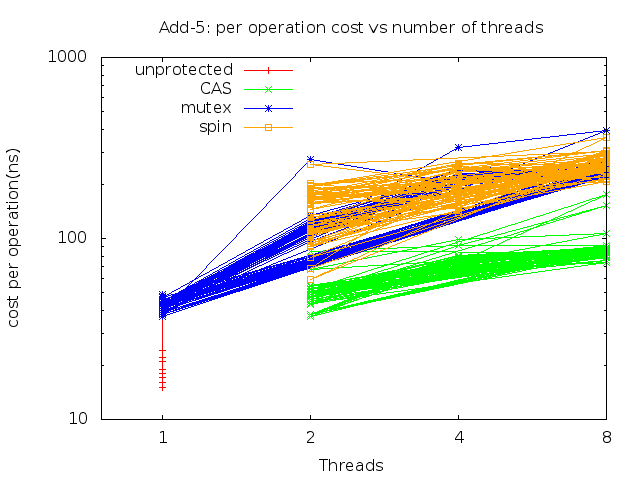 Add-5: per operation cost vs number of threads
1000
unprotected
CAS
mutex
spin
cost per operation(ns)
100
10
1
2
4
8
Threads